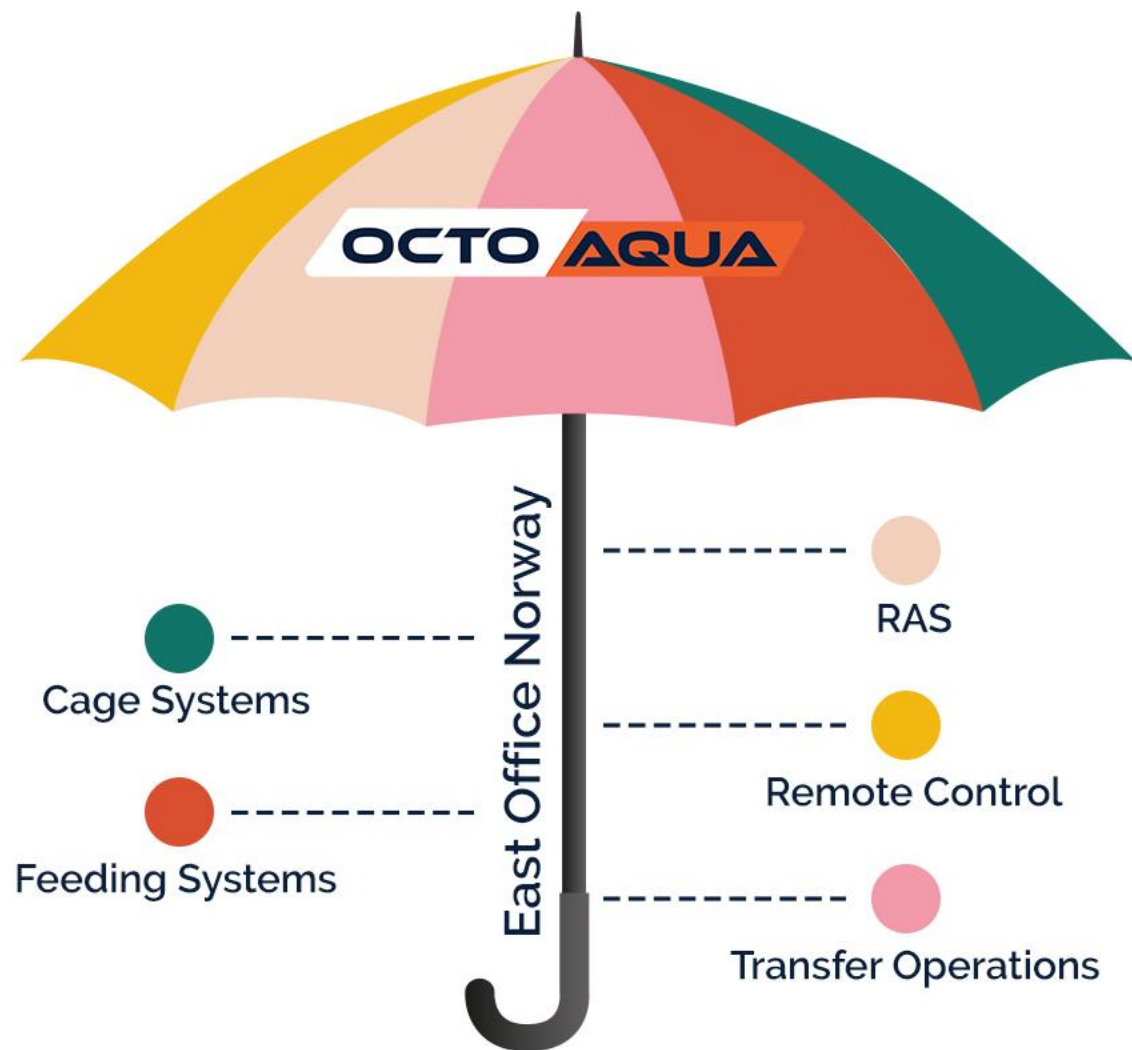 OCTO AQUA
East Office Norway
Cage Systems
Feeding Systems
RAS
Remote Control
Transfer Operations